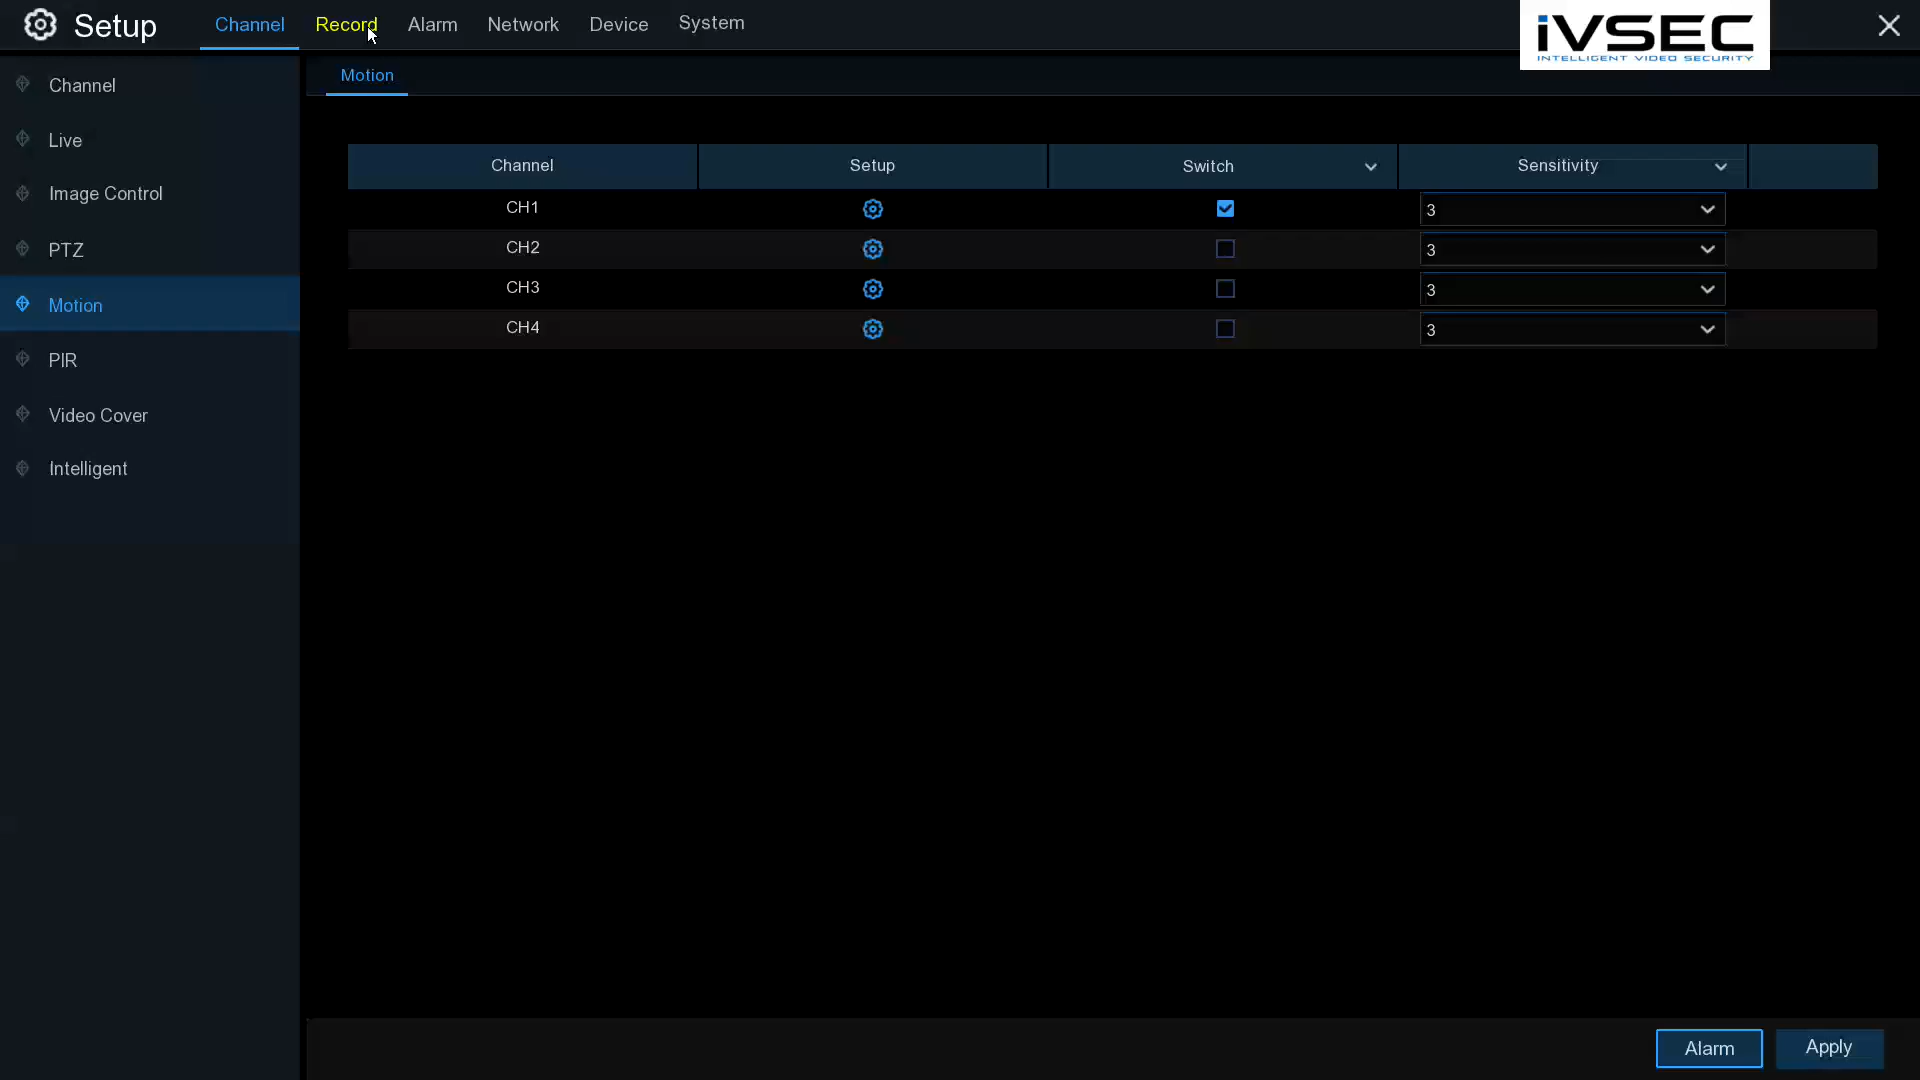 Setup Channel Record Alarm Network Device System
iVSEC
INTELLIGENT VIDEO SECURITY
Channel
Live
Image Control
PTZ
Motion
PIR
Video Cover
Intelligent
Motion
Channel Setup Switch Sensitivity
CH1 3
CH2 3
CH3 3
CH4 3
Alarm Apply